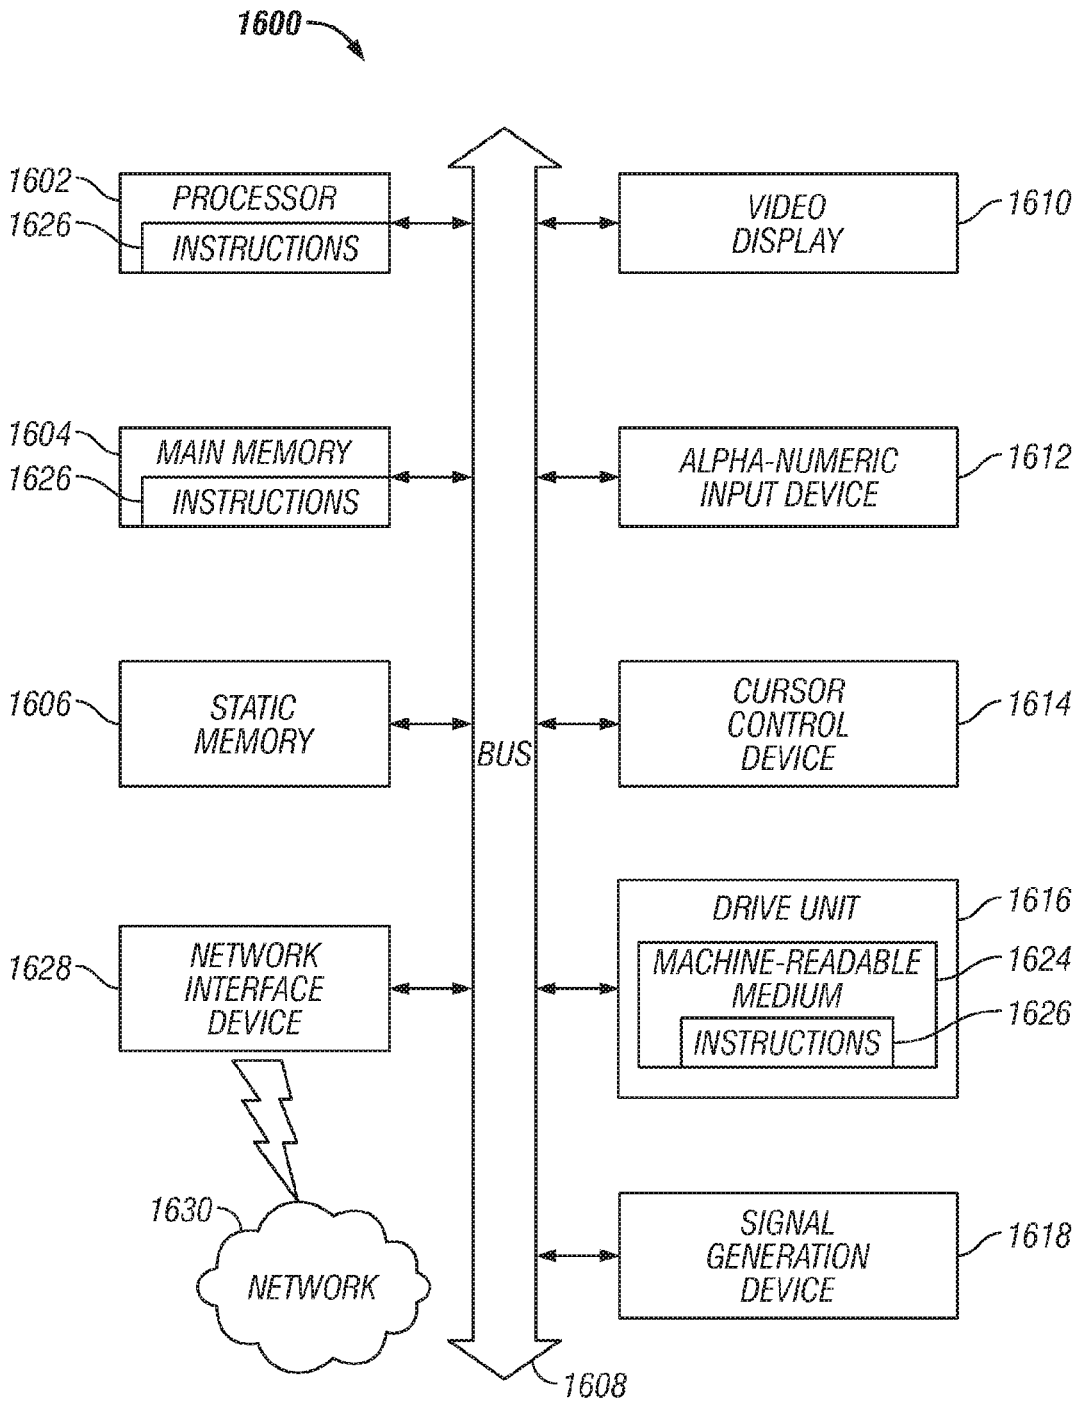 1600
1602
PROCESSOR
1626
INSTRUCTIONS
VIDEO
DISPLAY
1610
1604
MAIN MEMORY
1626
INSTRUCTIONS
ALPHA-NUMERIC
INPUT DEVICE
1612
1606
STATIC
MEMORY
BUS
CURSOR
CONTROL
DEVICE
1614
1628
NETWORK
INTERFACE
DEVICE
DRIVE UNIT
1616
MACHINE-READABLE
MEDIUM
1624
INSTRUCTIONS
1626
1630
NETWORK
SIGNAL
GENERATION
DEVICE
1618
1608